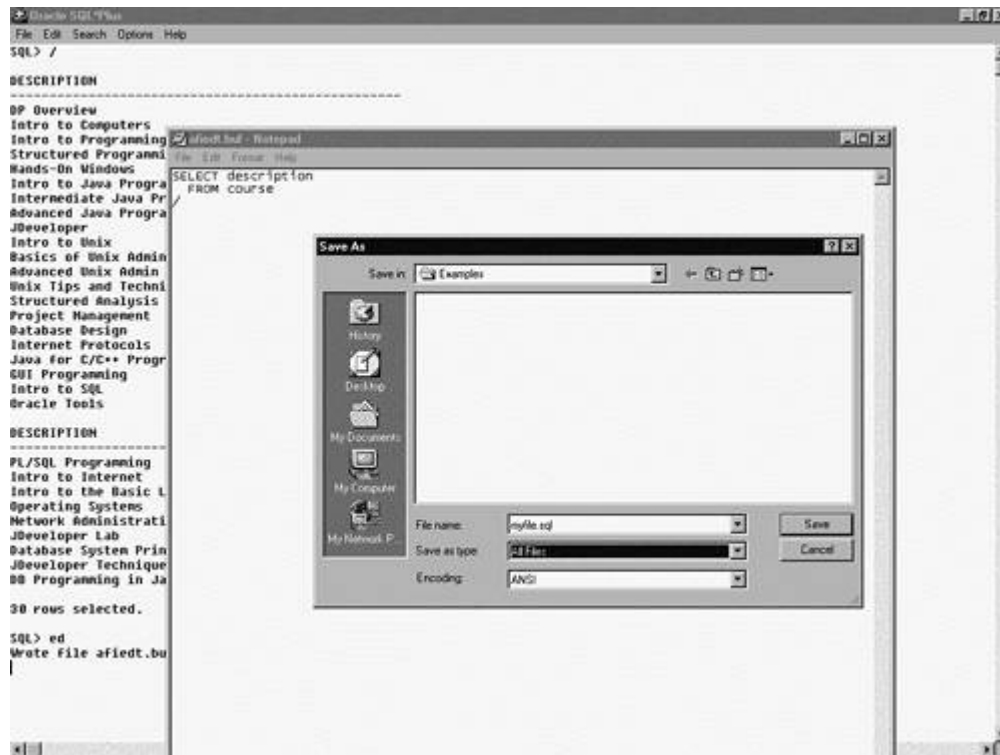 Oracle SQL*Plus
File Edit Search Options Help
SQL> /
DESCRIPTION
DP Overview
Intro to Computers
Intro to Programming
Structured Programmi
Hands-On Windows
Intro to Java Progra
Intermediate Java Pr
Advanced Java Progra
JDeveloper
Intro to Unix
Basics of Unix Admin
Advanced Unix Admin
Unix Tips and Techni
Structured Analysis
Project Management
Database Design
Internet Protocols
Java for C/C++ Progr
GUI Programming
Intro to SQL
Oracle Tools
DESCRIPTION
PL/SQL Programming
Intro to Internet
Intro to the Basic L
Operating Systems
Network Administrati
JDeveloper Lab
Database System Prin
JDeveloper Technique
DB Programming in Ja
30 rows selected.
SQL> ed
Wrote file afiedt.bu
afiedt.buf - Notepad
File Edit Format Help
SELECT description
FROM course
/
Save As
Save in: Examples
History
Desktop
My Documents
My Computer
My Network P...
File name: myfile.sql
Save
Save as type: All Files
Cancel
Encoding: ANSI